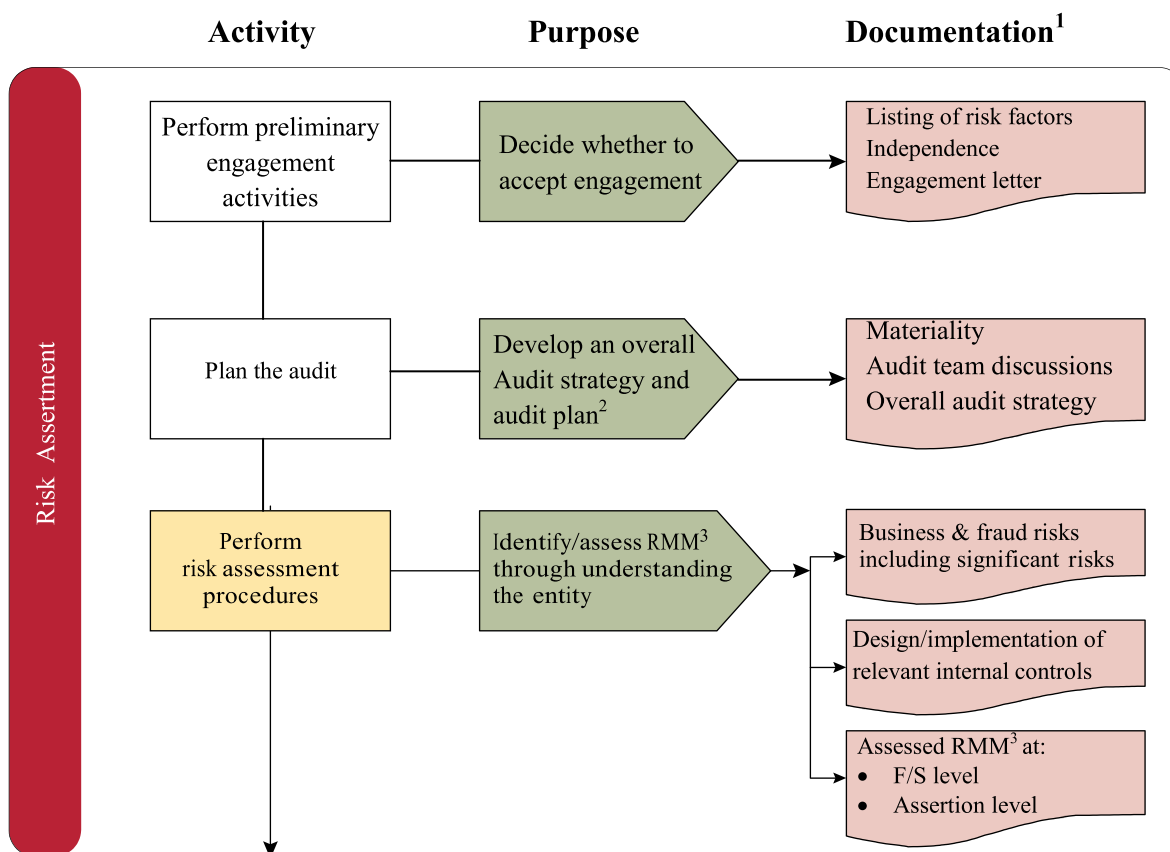 Activity
Purpose
Documentation¹
Risk Assertment
Perform preliminary
engagement
activities
Decide whether to
accept engagement
Listing of risk factors
Independence
Engagement letter
Plan the audit
Develop an overall
Audit strategy and
audit plan²
Materiality
Audit team discussions
Overall audit strategy
Perform
risk assessment
procedures
Identify/assess RMM³
through understanding
the entity
Business & fraud risks
including significant risks
Design/implementation of
relevant internal controls
Assessed RMM³ at:
• F/S level
• Assertion level